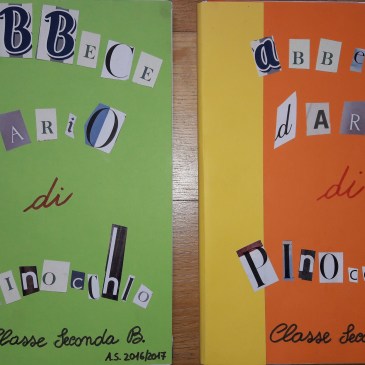 BBECE
ARiO
di
inocchIo
Classe Seconda B.
A.S. 2016/2017
abbe
dAR
di
PInoc
Classe Sec